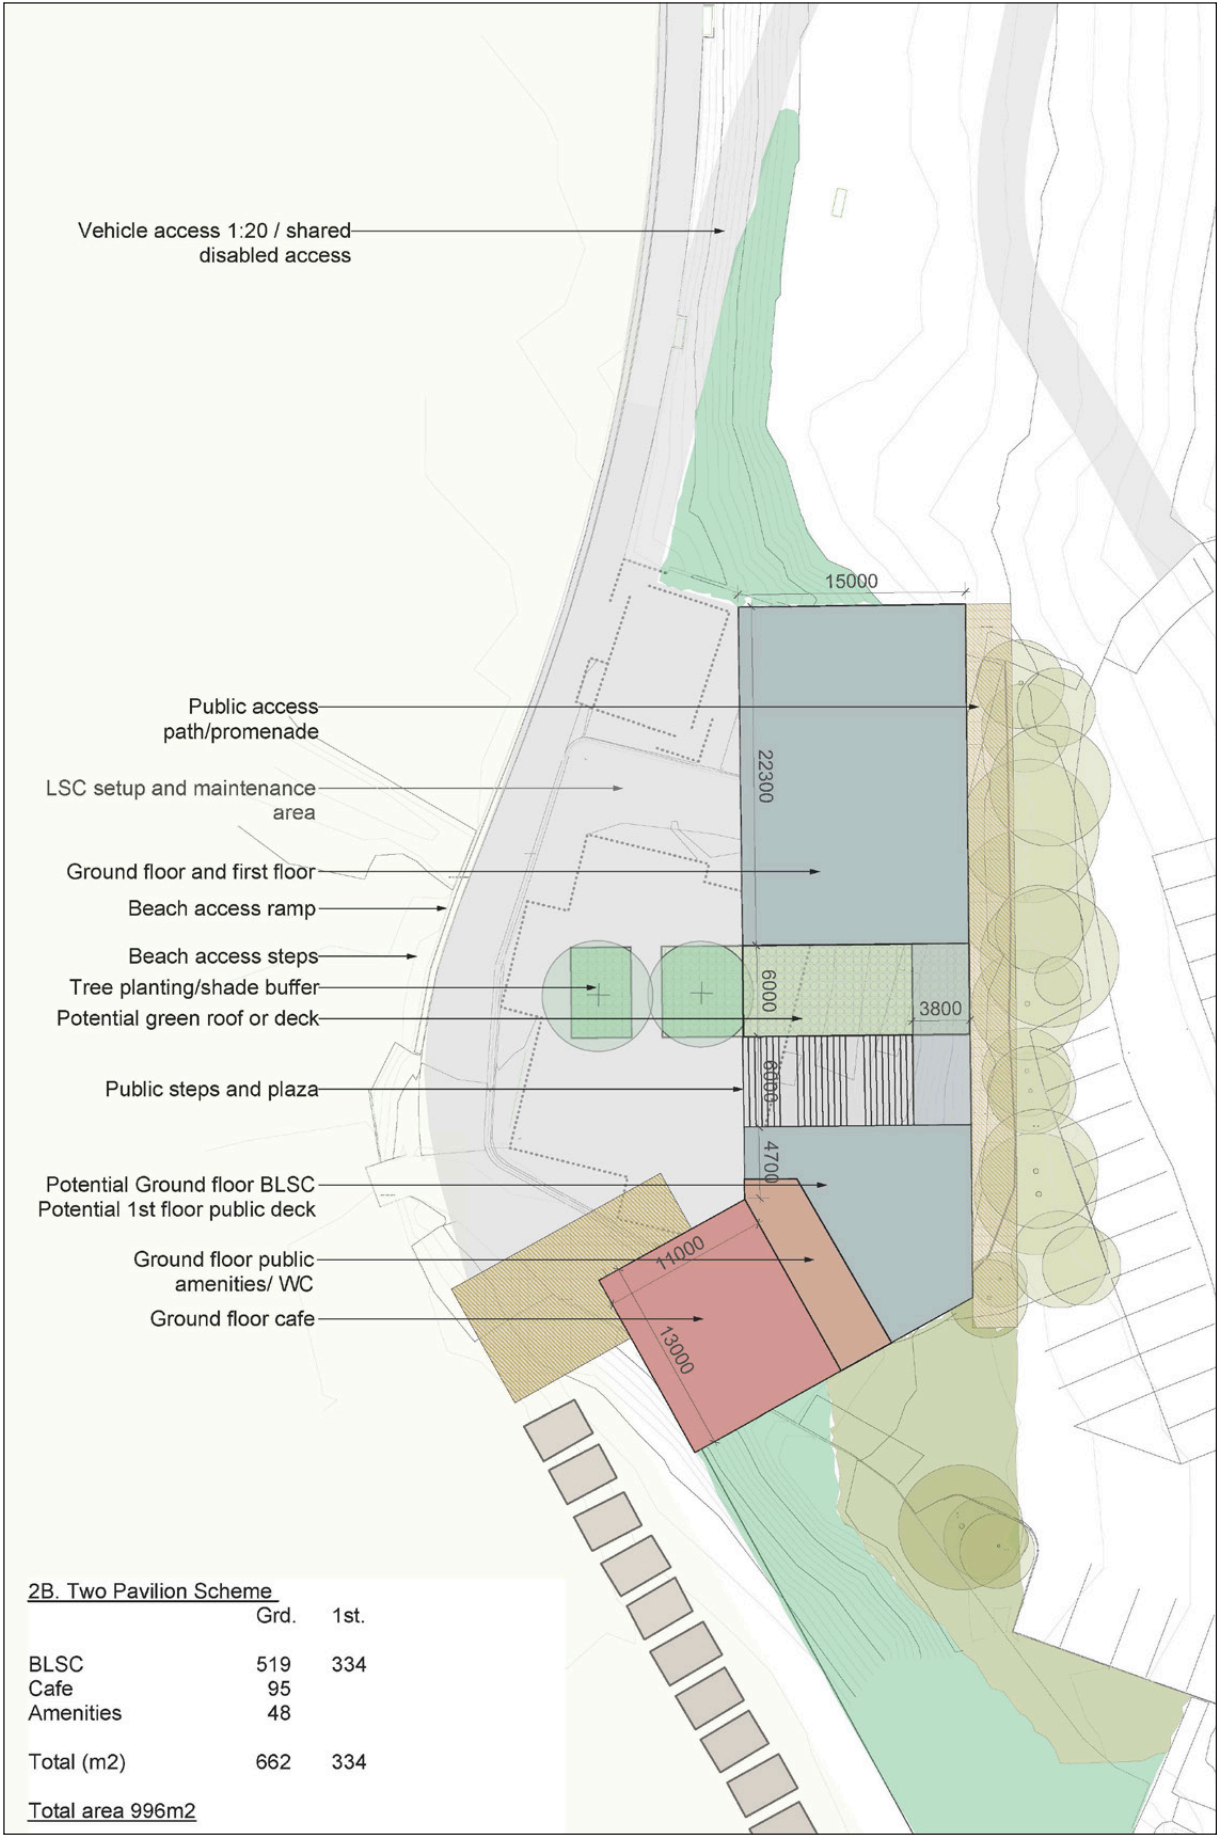 Vehicle access 1:20 / shared
disabled access
15000
Public access
path/promenade
22300
LSC setup and maintenance
area
Ground floor and first floor
Beach access ramp
Beach access steps
Tree planting/shade buffer
6000
Potential green roof or deck
3800
Public steps and plaza
6000
4700
Potential Ground floor BLSC
Potential 1st floor public deck
Ground floor public
amenities/ WC
11000
Ground floor cafe
13000
2B. Two Pavilion Scheme
Grd. 1st.
BLSC 519 334
Cafe 95
Amenities 48
Total (m2) 662 334
Total area 996m2